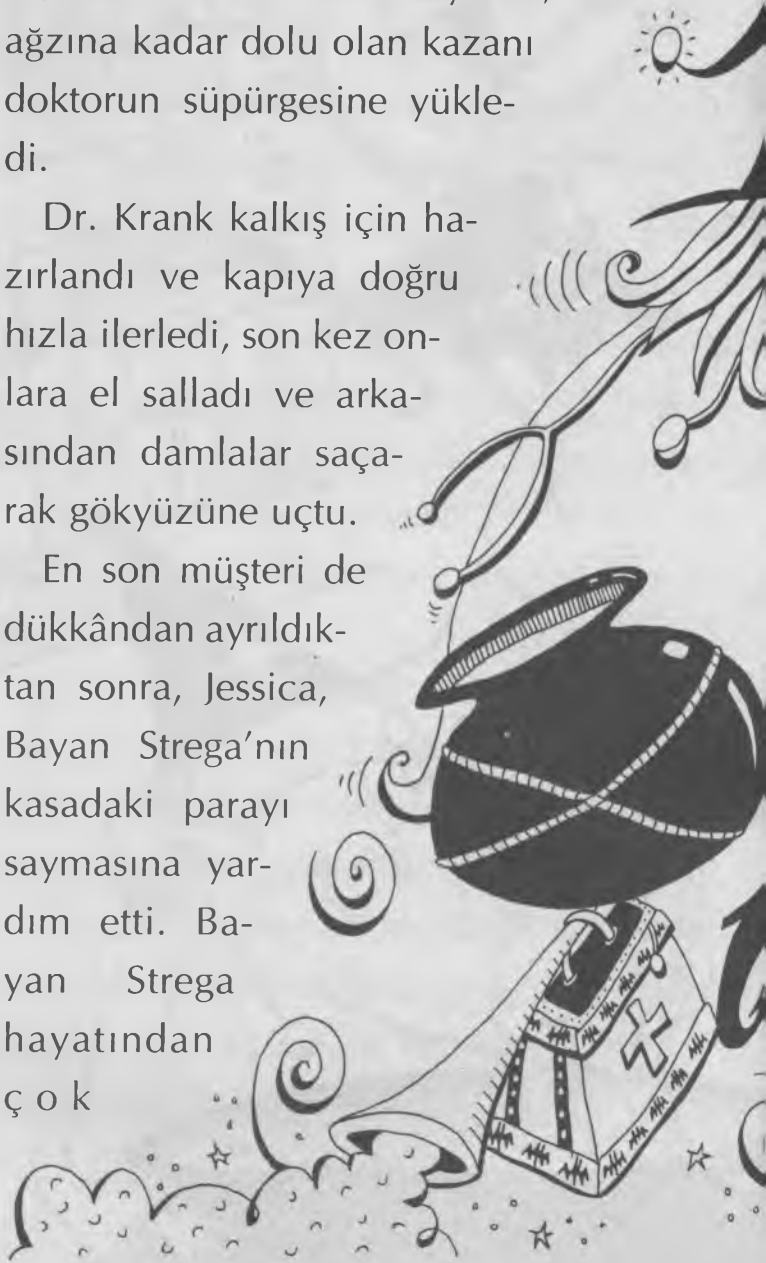 ağzına kadar dolu olan kazanı
doktorun süpürgesine yükle-
di.
Dr. Krank kalkış için ha-
zırlandı ve kapıya doğru
hızla ilerledi, son kez on-
lara el salladı ve arka-
sından damlalar saça-
rak gökyüzüne uçtu.
En son müşteri de
dükkândan ayrıldık-
tan sonra, Jessica,
Bayan Strega'nın
kasadaki parayı
saymasına yar-
dım etti. Ba-
yan Strega
hayatından
çok